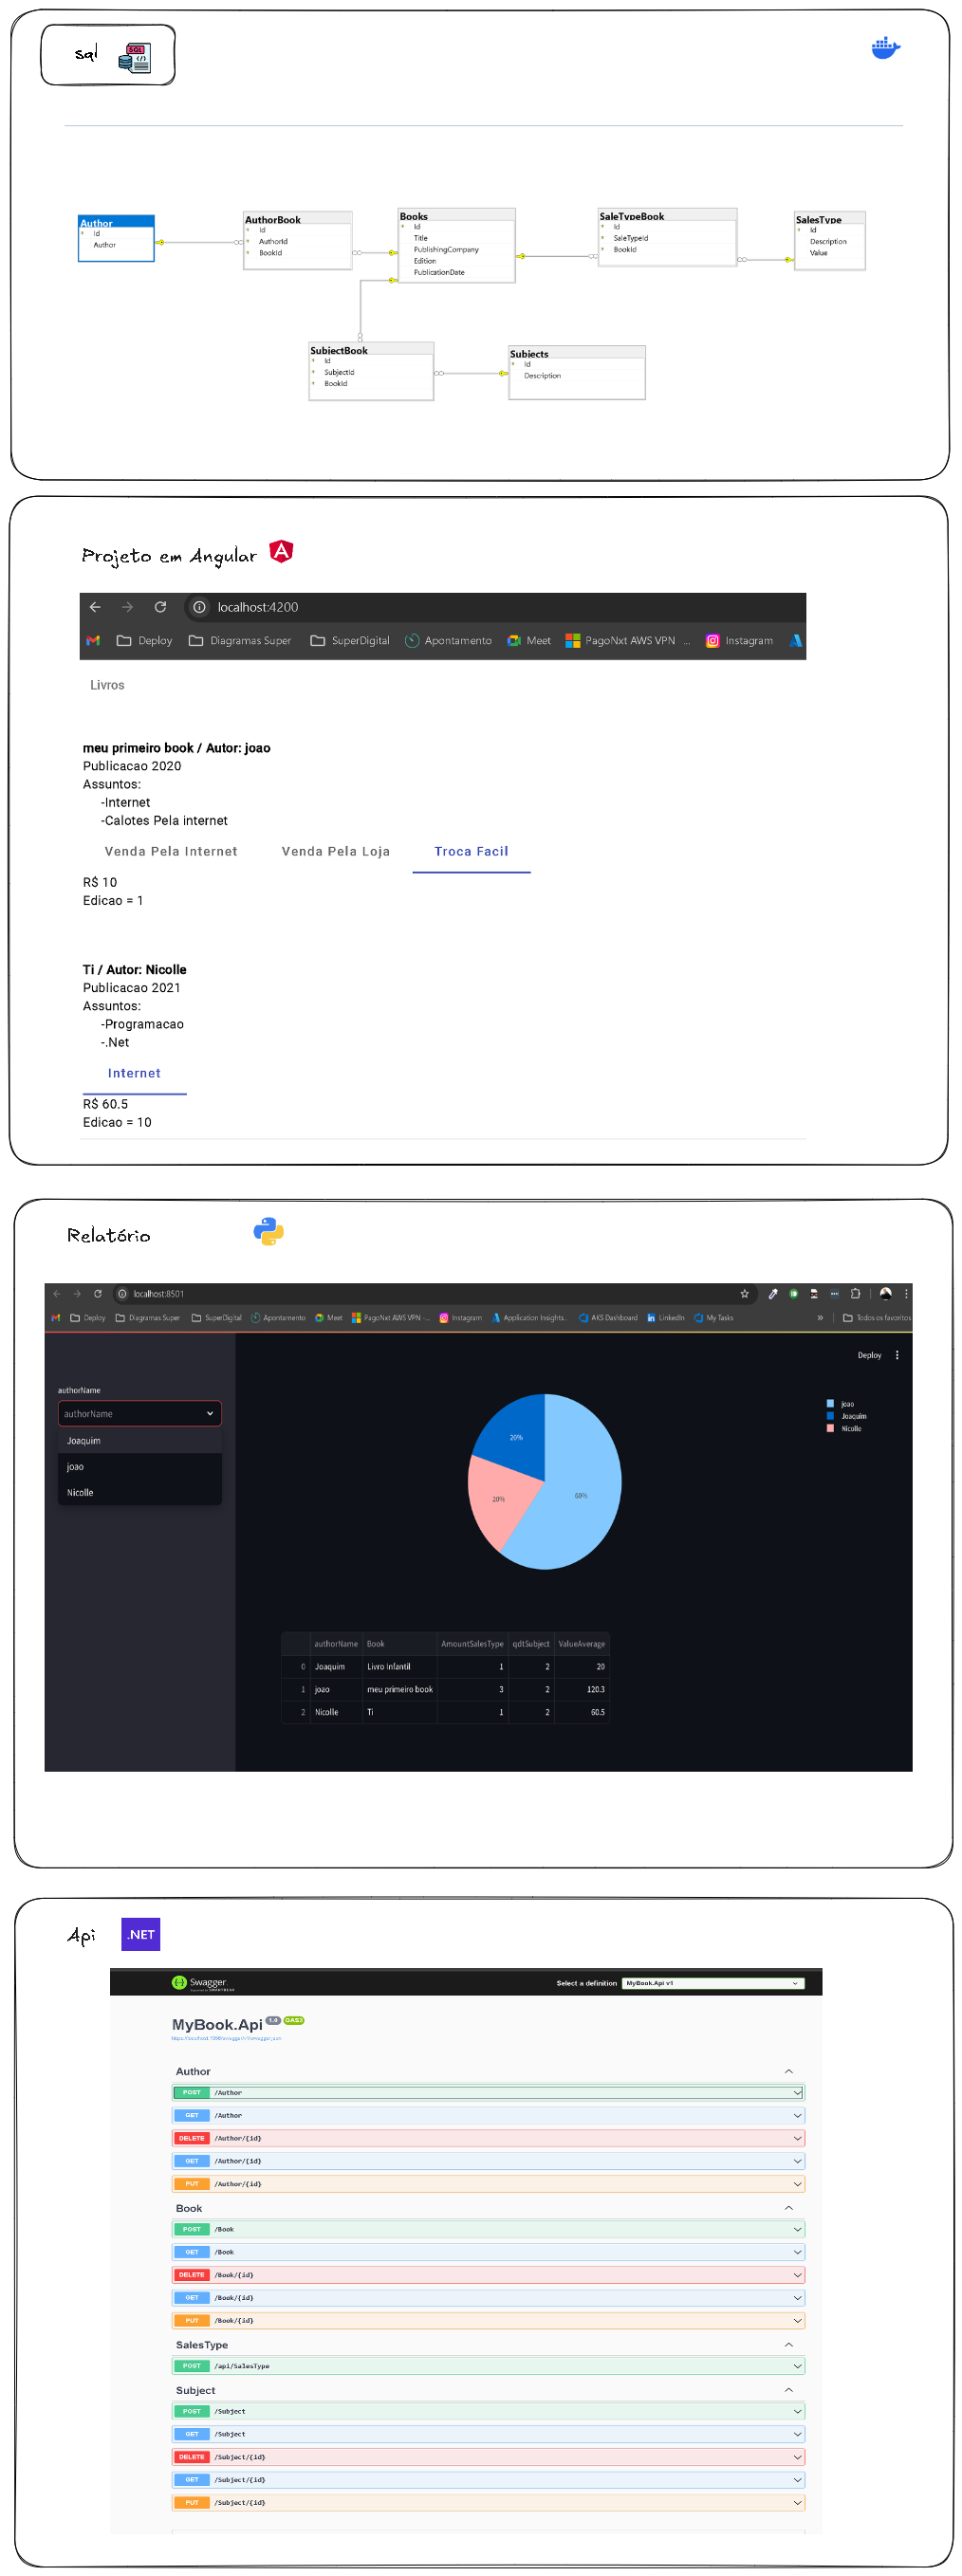 sql
SQL
Author
Id
Author
AuthorBook
Id
AuthorId
BookId
Books
Id
Title
PublishingCompany
Edition
PublicationDate
SaleTypeBook
Id
SaleTypeId
BookId
SalesType
Id
Description
Value
SubjectBook
Id
SubjectId
BookId
Subjects
Id
Description
Projeto em Angular
localhost:4200
Deploy Diagramas Super SuperDigital Apontamento Meet PagoNxt AWS VPN ... Instagram
Livros
meu primeiro book / Autor: joao
Publicacao 2020
Assuntos:
-Internet
-Calotes Pela internet
Venda Pela Internet Venda Pela Loja Troca Facil
R$ 10
Edicao = 1
Ti / Autor: Nicolle
Publicacao 2021
Assuntos:
-Programacao
-.Net
Internet
R$ 60.5
Edicao = 10
Relatório
localhost:8501
Deploy Diagramas Super SuperDigital Apontamento Meet PagoNxt AWS VPN -... Instagram Application Insights... AKS Dashboard LinkedIn My Tasks » Todos os favoritos
Deploy
authorName
authorName
Joaquim
joao
Nicolle
joao
Joaquim
Nicolle
20%
20%
60%
authorName Book AmountSalesType qdtSubject ValueAverage
0 Joaquim Livro Infantil 1 2 20
1 joao meu primeiro book 3 2 120.3
2 Nicolle Ti 1 2 60.5
Api .NET
Swagger. Select a definition MyBook.Api v1
MyBook.Api 1.0 OAS3
Author
POST /Author
GET /Author
DELETE /Author/{id}
GET /Author/{id}
PUT /Author/{id}
Book
POST /Book
GET /Book
DELETE /Book/{id}
GET /Book/{id}
PUT /Book/{id}
SalesType
POST /api/SalesType
Subject
POST /Subject
GET /Subject
DELETE /Subject/{id}
GET /Subject/{id}
PUT /Subject/{id}